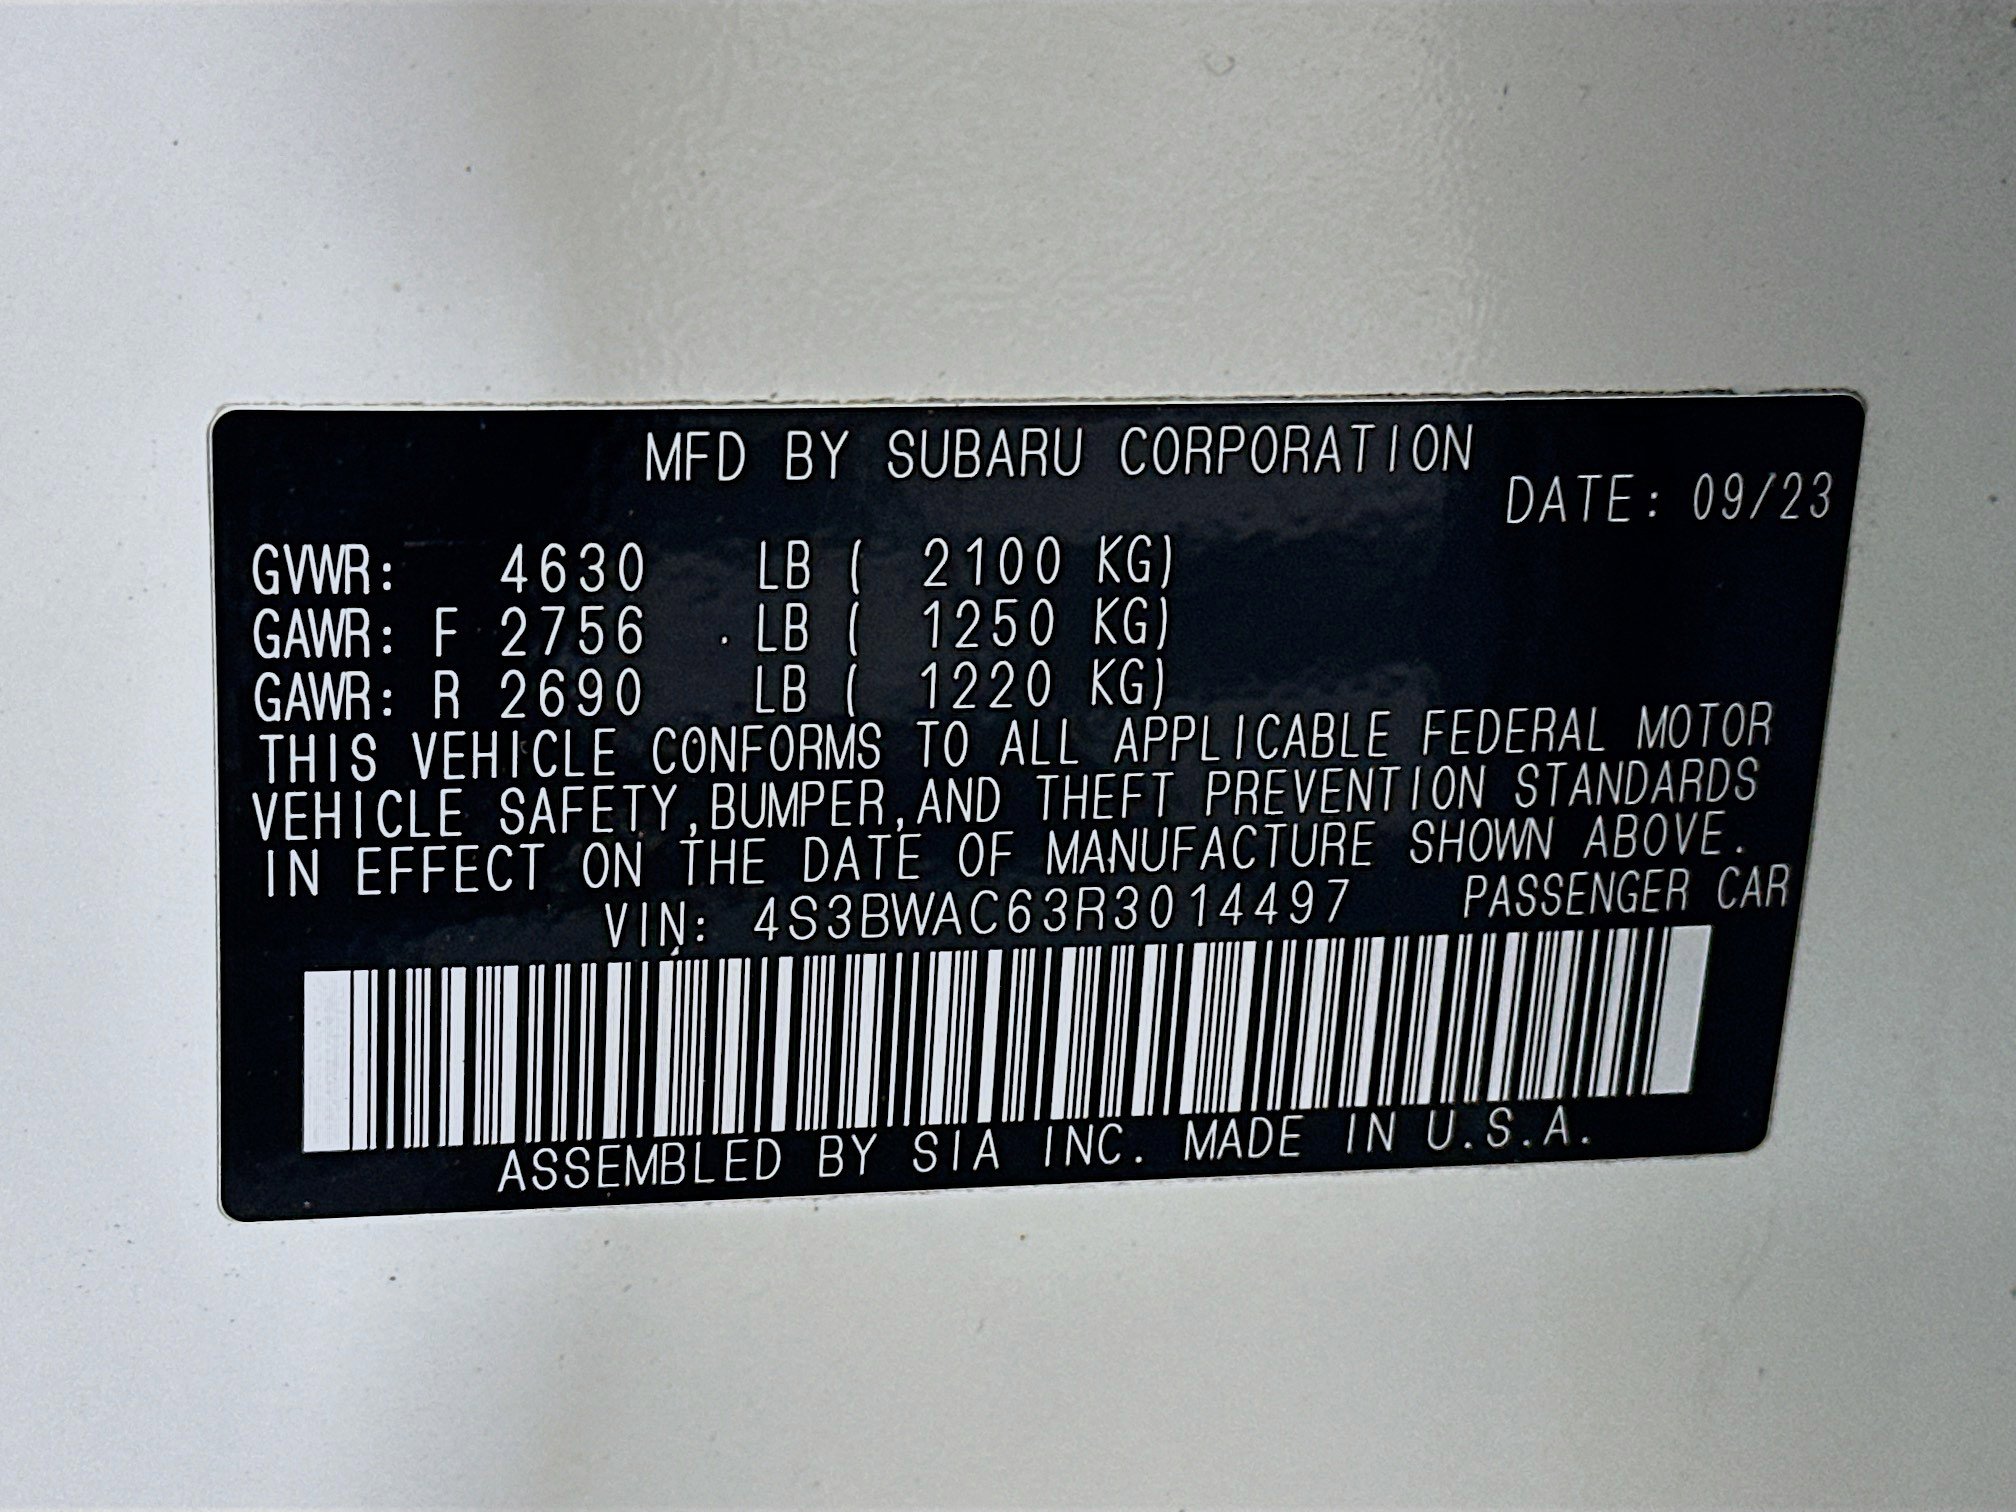 MFD BY SUBARU CORPORATION
DATE: 09/23
GVWR: 4630 LB ( 2100 KG)
GAWR: F 2756 LB ( 1250 KG)
GAWR: R 2690 LB ( 1220 KG)
THIS VEHICLE CONFORMS TO ALL APPLICABLE FEDERAL MOTOR
VEHICLE SAFETY,BUMPER,AND THEFT PREVENTION STANDARDS
IN EFFECT ON THE DATE OF MANUFACTURE SHOWN ABOVE.
VIN: 4S3BWAC63R3014497 PASSENGER CAR
ASSEMBLED BY SIA INC. MADE IN U.S.A.